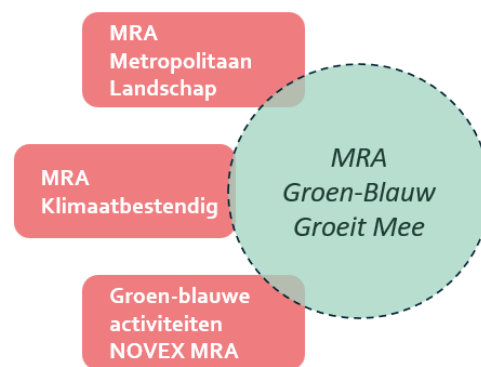 MRA
Metropolitaan
Landschap
MRA
Klimaatbestendig
Groen-blauwe
activiteiten
NOVEX MRA
MRA
Groen-Blauw
Groeit Mee